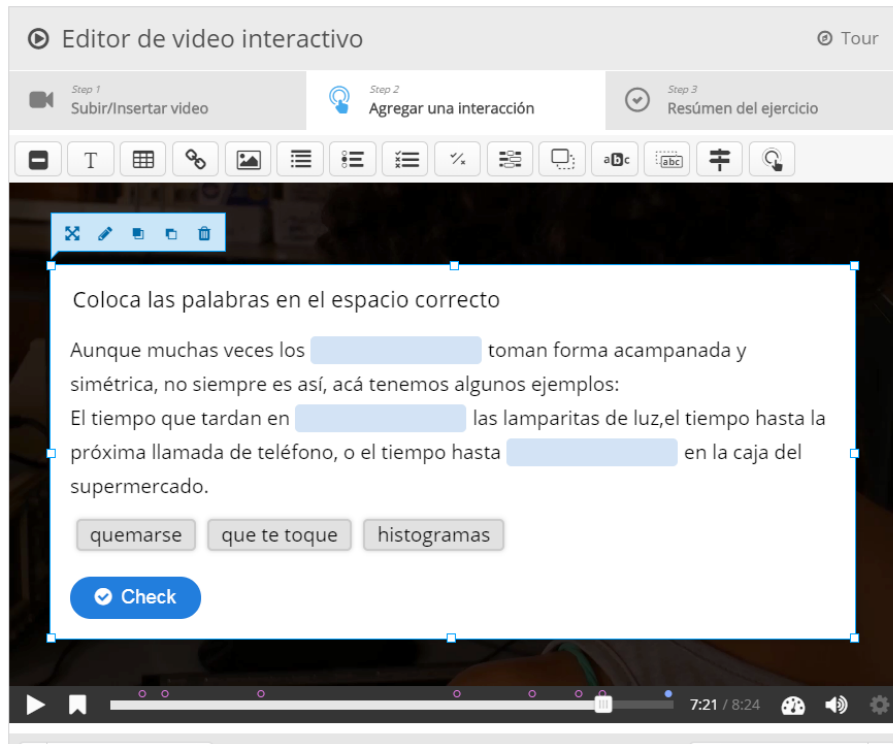 Editor de video interactivo
Tour
Step 1
Subir/Insertar video
Step 2
Agregar una interacción
Step 3
Resúmen del ejercicio
T
abc
abc
Coloca las palabras en el espacio correcto
Aunque muchas veces los toman forma acampanada y
simétrica, no siempre es así, acá tenemos algunos ejemplos:
El tiempo que tardan en las lamparitas de luz,el tiempo hasta la
próxima llamada de teléfono, o el tiempo hasta en la caja del
supermercado.
quemarse que te toque histogramas
Check
7:21 / 8:24